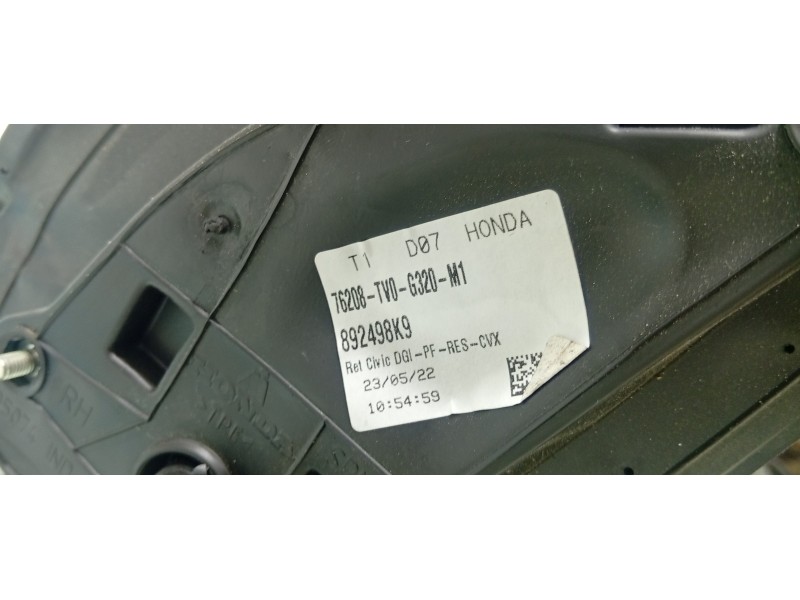 T1 D07 HONDA
76208-TV0-G320-M1
892498K9
Ret Civic DGI-PF-RES-CVX
23/05/22
10:54:59
RH
HONDA